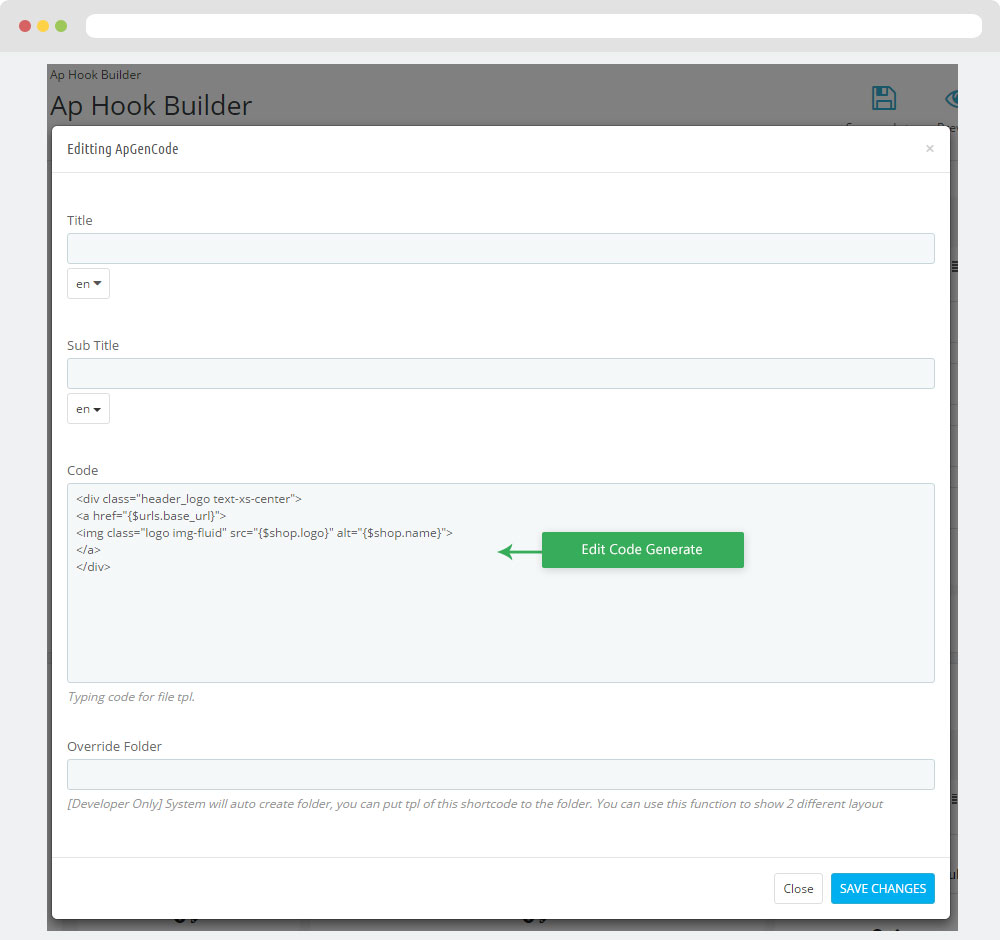 Ap Hook Builder
Ap Hook Builder
Editting ApGenCode
×
Title
en
Sub Title
en
Code
<div class="header_logo text-xs-center">
<a href="{$urls.base_url}">
<img class="logo img-fluid" src="{$shop.logo}" alt="{$shop.name}">
</a>
</div>
Edit Code Generate
Typing code for file tpl.
Override Folder
[Developer Only] System will auto create folder, you can put tpl of this shortcode to the folder. You can use this function to show 2 different layout
Close
SAVE CHANGES